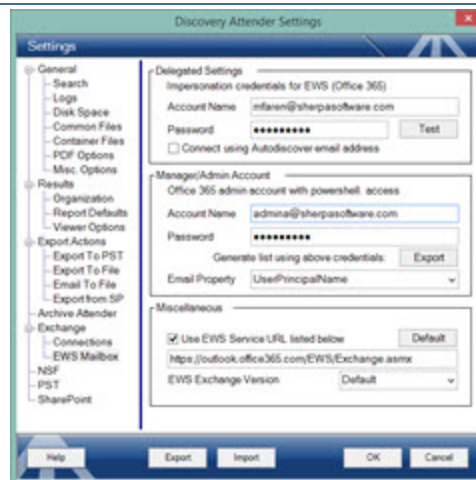 Discovery Attender Settings
Settings
General
Search
Logs
Disk Space
Common Files
Container Files
PDF Options
Misc. Options
Results
Organization
Report Defaults
Viewer Options
Export Actions
Export To PST
Export To File
Email To File
Export from SP
Archive Attender
Exchange
Connections
EWS Mailbox
NSF
PST
SharePoint
Delegated Settings
Impersonation credentials for EWS (Office 365)
Account Name mfaren@sherpasoftware.com
Password ••••••••• Test
Connect using Autodiscover email address
Manager/Admin Account
Office 365 admin account with powershell access
Account Name admina@sherpasoftware.com
Password •••••••••
Generate list using above credentials: Export
Email Property UserPrincipalName
Miscellaneous
Use EWS Service URL listed below Default
https://outlook.office365.com/EWS/Exchange.asmx
EWS Exchange Version Default
Help Export Import OK Cancel